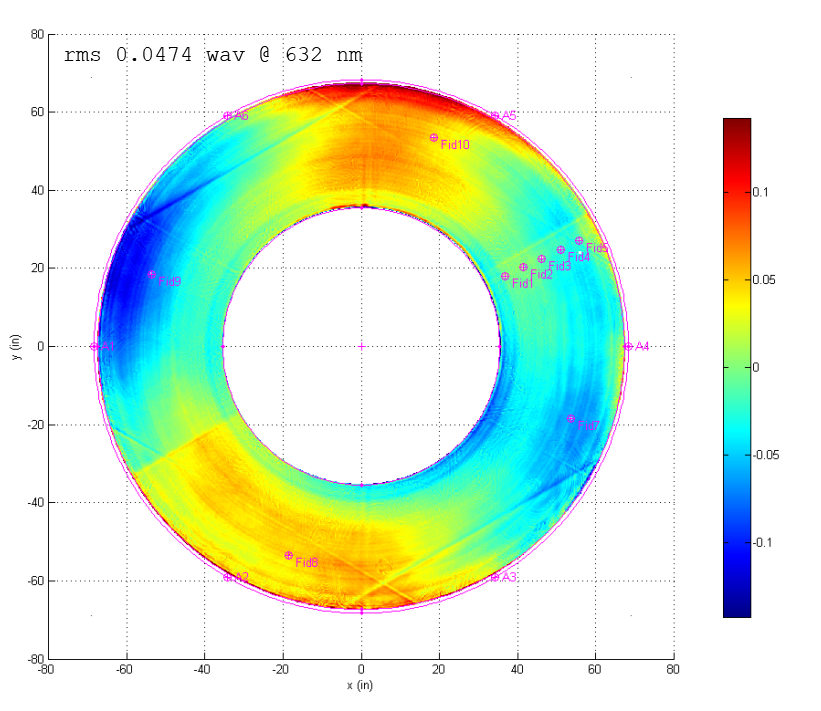 rms 0.0474 wav @ 632 nm
80
60
40
20
0
-20
-40
-60
-80
y (in)
-80
-60
-40
-20
0
20
40
60
80
x (in)
A6
A5
Fid10
Fid5
Fid4
Fid3
Fid2
Fid1
Fid9
A1
A4
Fid7
Fid8
A2
A3
0.1
0.05
0
-0.05
-0.1